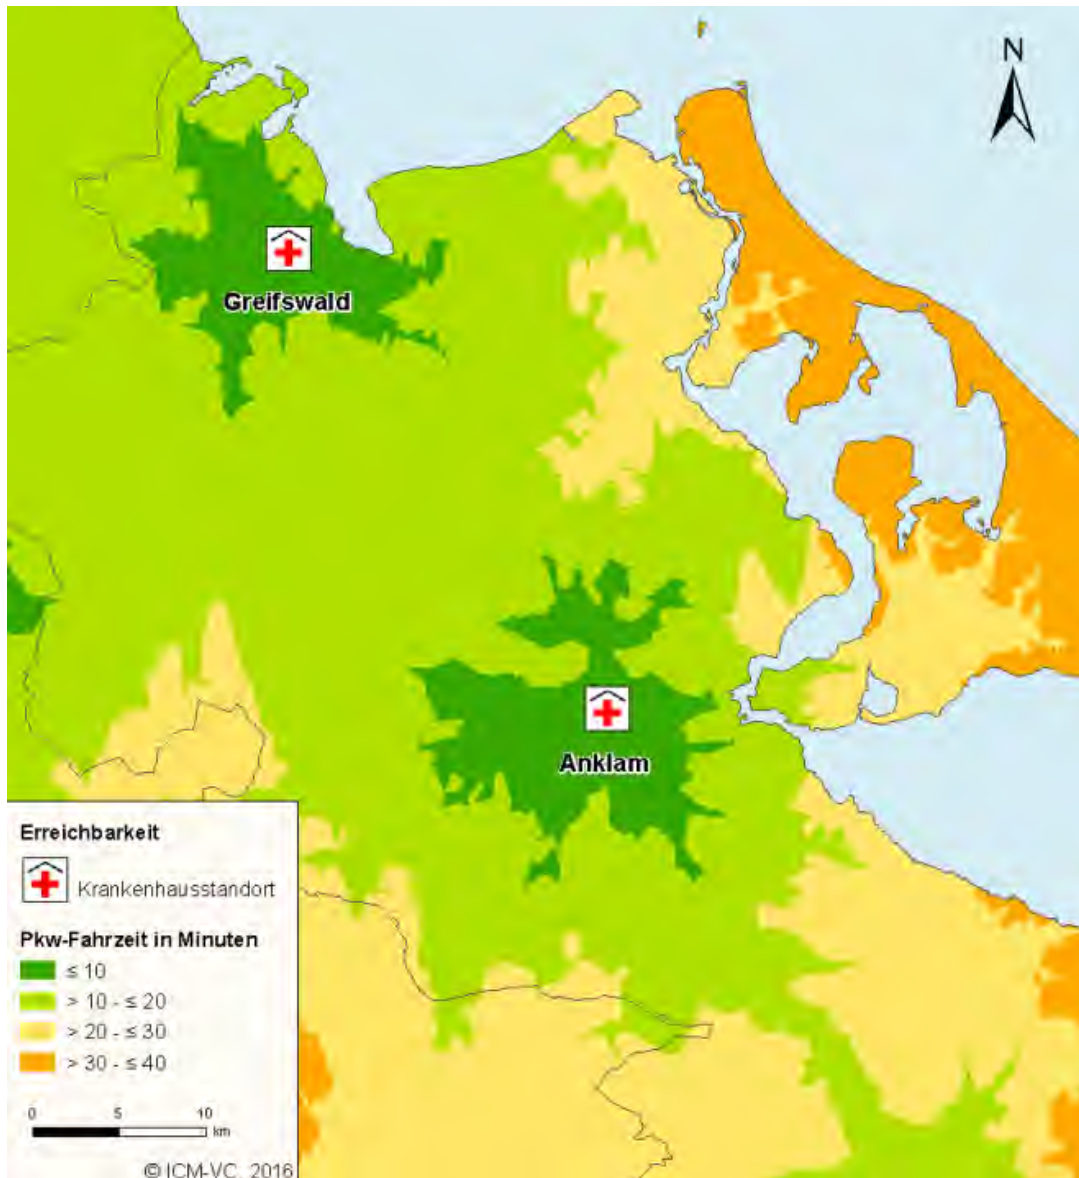 N
Greifswald
Anklam
Erreichbarkeit
Krankenhausstandort
Pkw-Fahrzeit in Minuten
≤ 10
> 10 - ≤ 20
> 20 - ≤ 30
> 30 - ≤ 40
0 5 10
km
© ICM-VC 2016